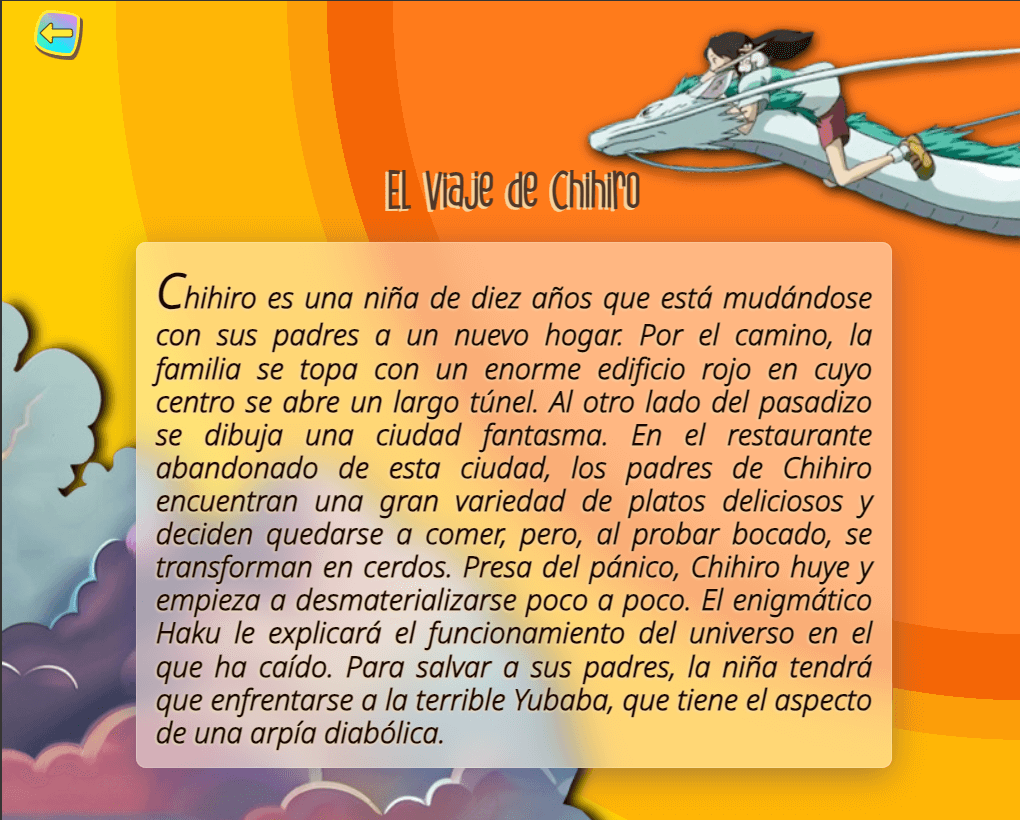 El Viaje de Chihiro
Chihiro es una niña de diez años que está mudándose
con sus padres a un nuevo hogar. Por el camino, la
familia se topa con un enorme edificio rojo en cuyo
centro se abre un largo túnel. Al otro lado del pasadizo
se dibuja una ciudad fantasma. En el restaurante
abandonado de esta ciudad, los padres de Chihiro
encuentran una gran variedad de platos deliciosos y
deciden quedarse a comer, pero, al probar bocado, se
transforman en cerdos. Presa del pánico, Chihiro huye y
empieza a desmaterializarse poco a poco. El enigmático
Haku le explicará el funcionamiento del universo en el
que ha caído. Para salvar a sus padres, la niña tendrá
que enfrentarse a la terrible Yubaba, que tiene el aspecto
de una arpía diabólica.